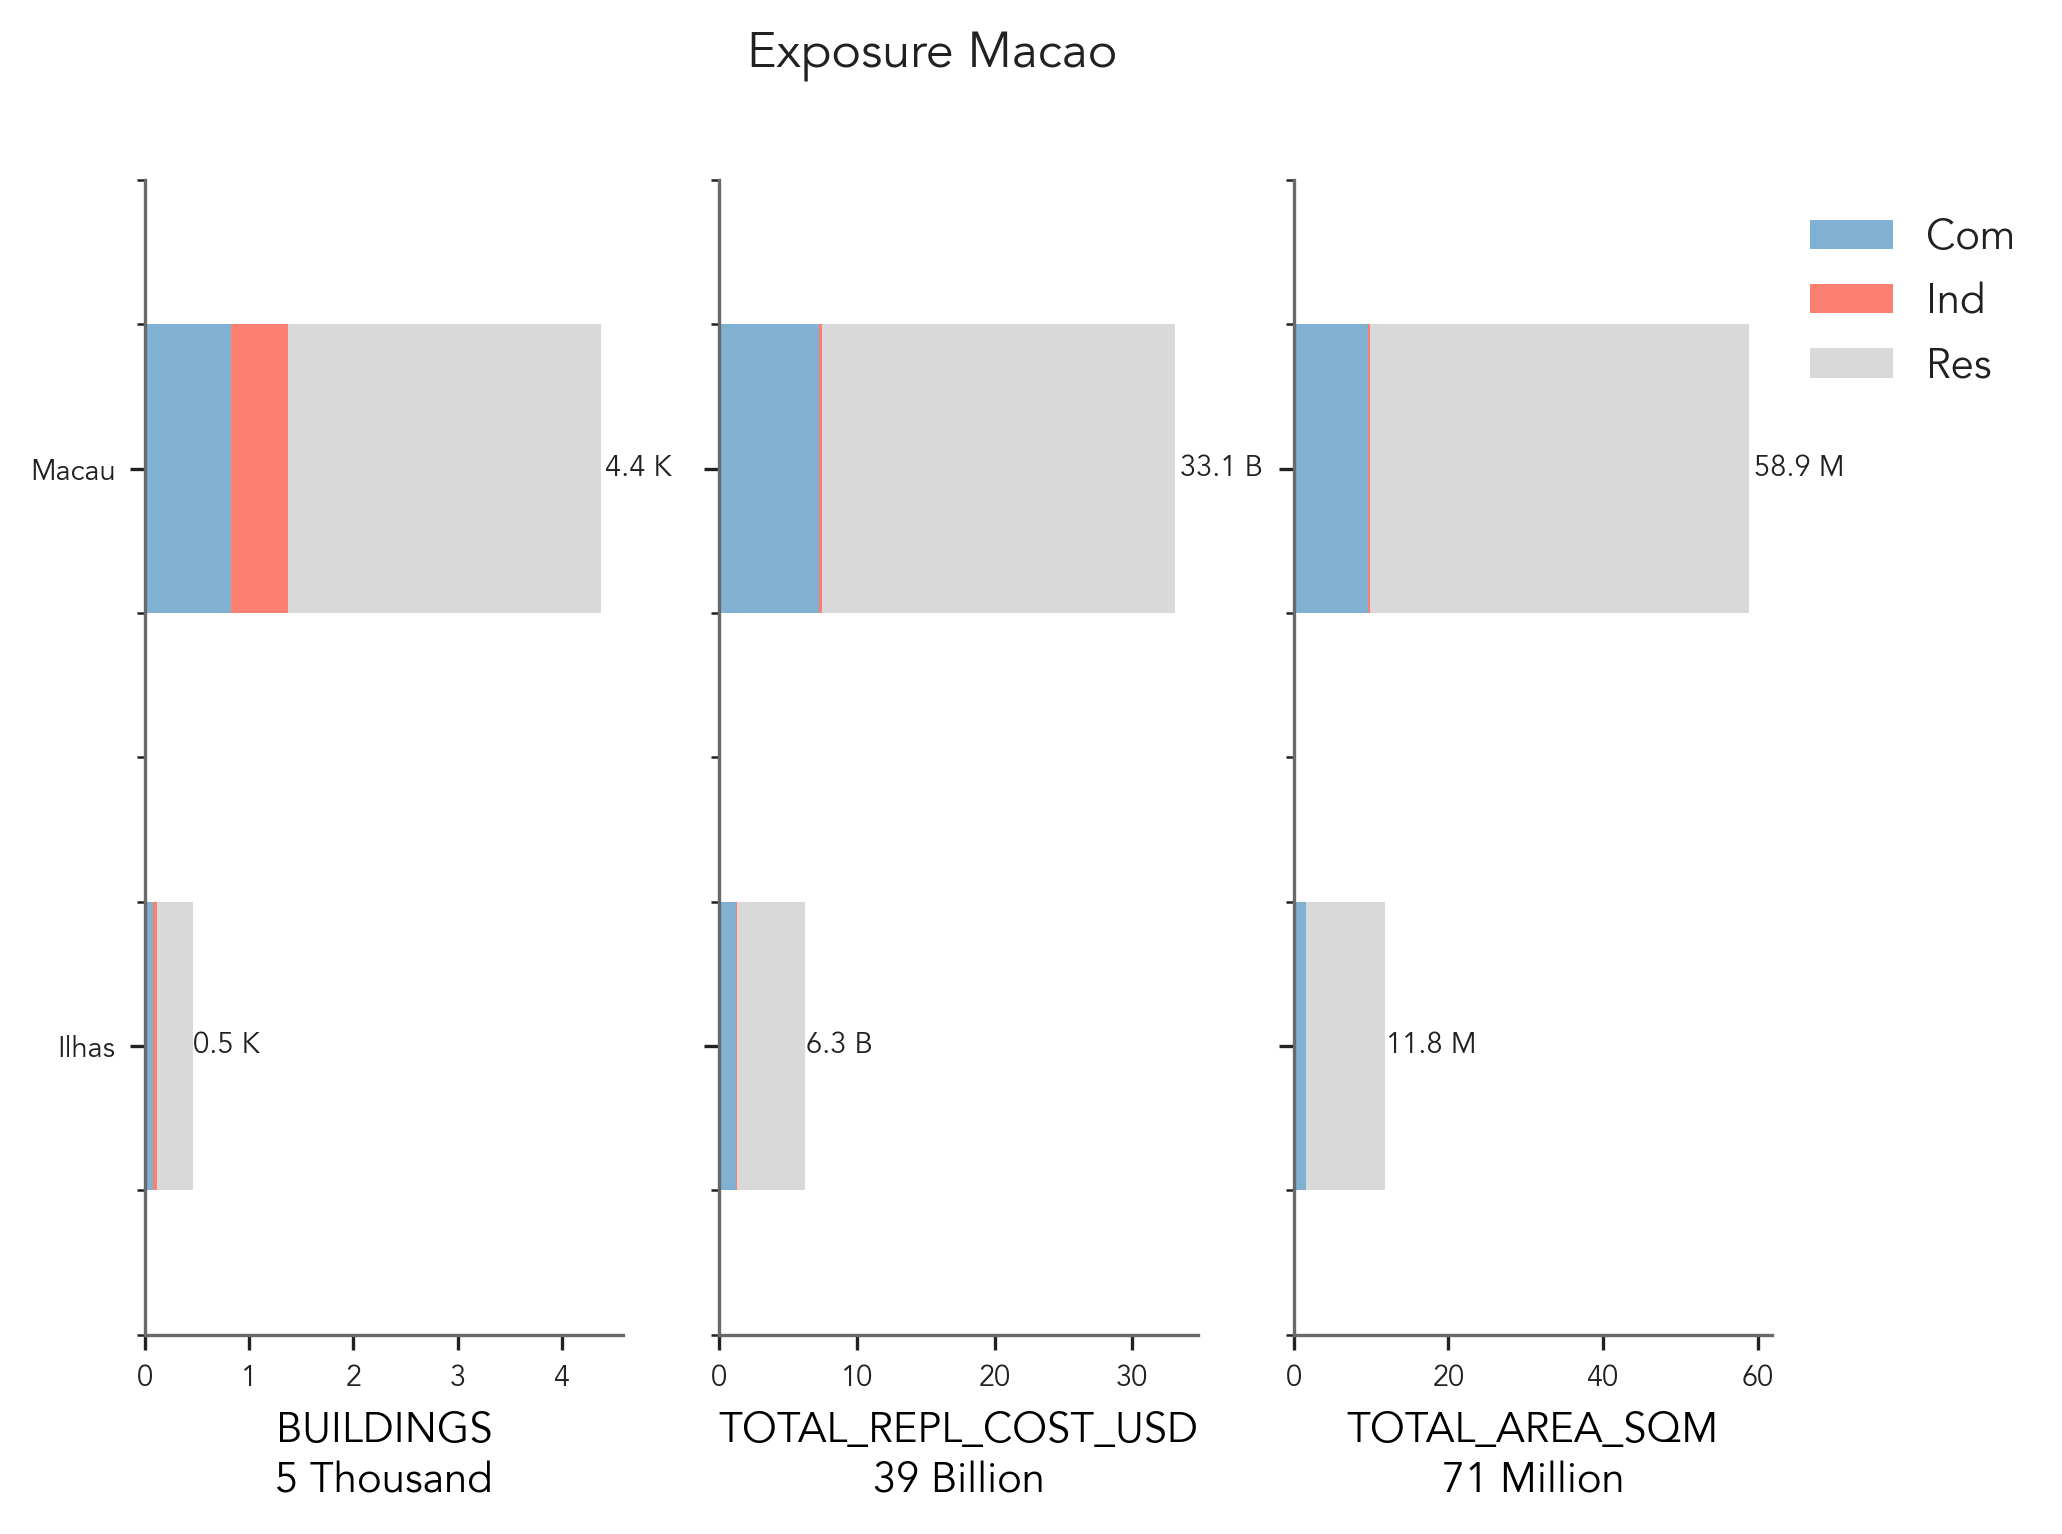 Exposure Macao
Com
Ind
Res
Macau
4.4 K
33.1 B
58.9 M
Ilhas
0.5 K
6.3 B
11.8 M
0 1 2 3 4
0 10 20 30
0 20 40 60
BUILDINGS
5 Thousand
TOTAL_REPL_COST_USD
39 Billion
TOTAL_AREA_SQM
71 Million